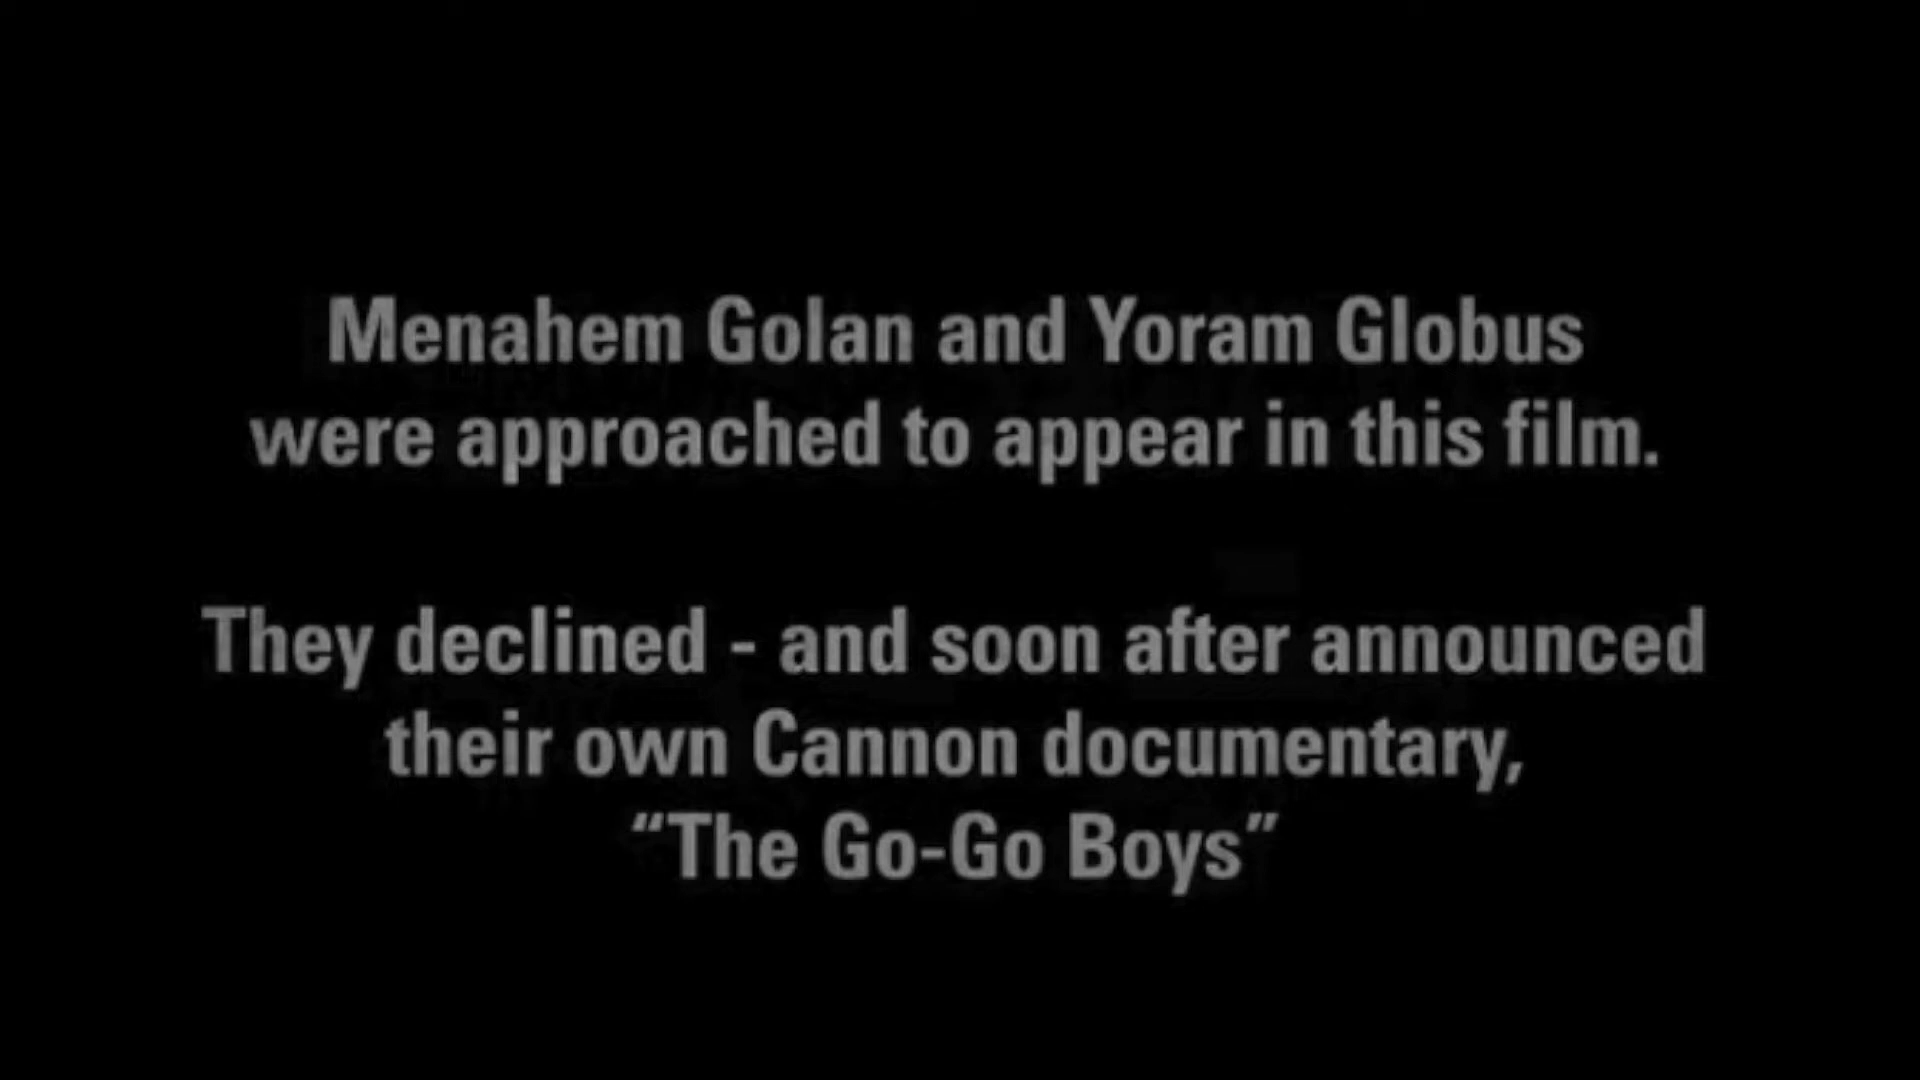 Menahem Golan and Yoram Globus
were approached to appear in this film.
They declined - and soon after announced
their own Cannon documentary,
“The Go-Go Boys”